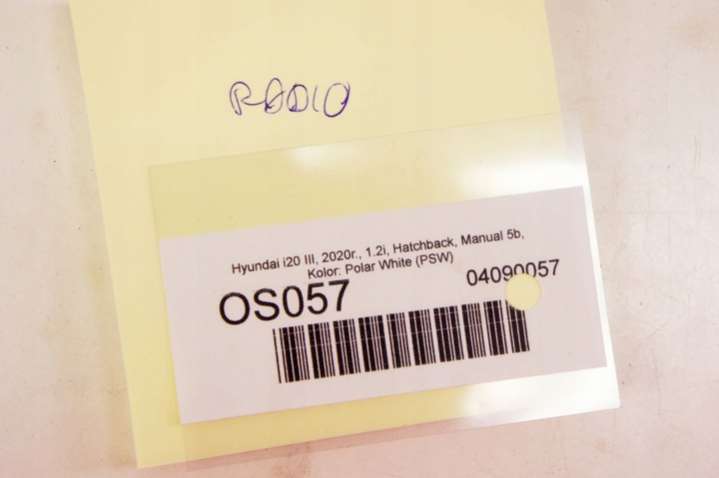 RADIO
Hyundai i20 III, 2020r., 1.2i, Hatchback, Manual 5b,
Kolor: Polar White (PSW)
OS057
04090057